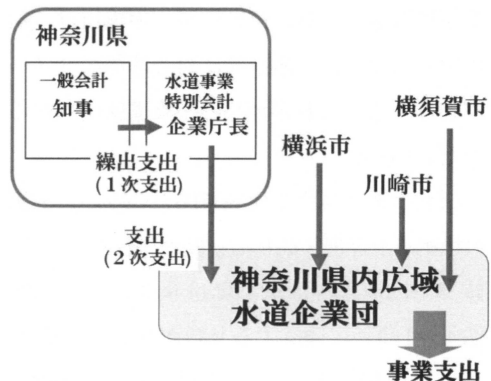 神奈川県
一般会計
知事
水道事業
特別会計
企業庁長
繰出支出
(1次支出)
横浜市
川崎市
横須賀市
支出
(2次支出)
神奈川県内広域
水道企業団
事業支出